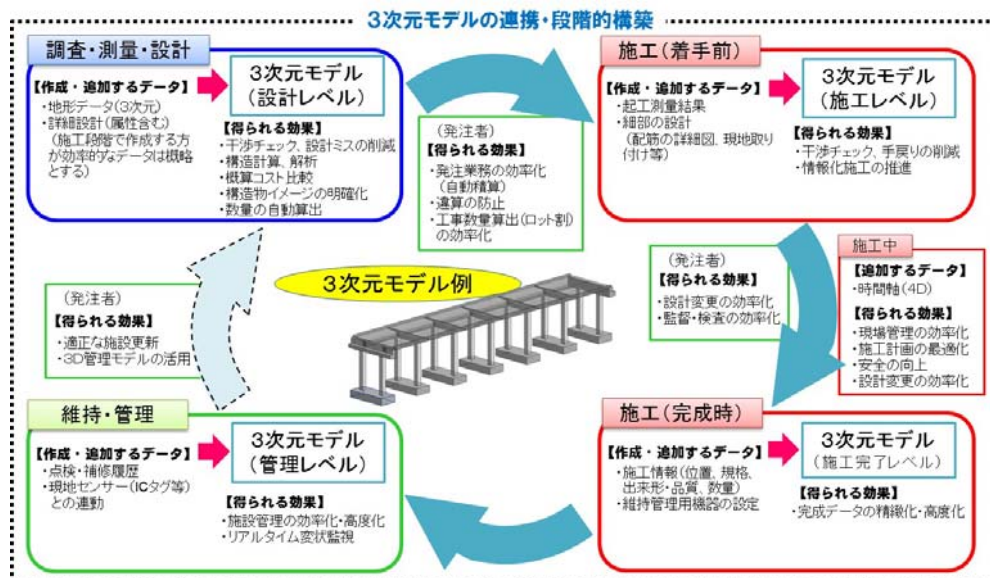 3次元モデルの連携・段階的構築
調査・測量・設計
【作成・追加するデータ】
・地形データ(3次元)
・詳細設計(属性含む)
(施工段階で作成する方
が効率的なデータは概略
とする)
3次元モデル
(設計レベル)
【得られる効果】
・干渉チェック、設計ミスの削減
・構造計算、解析
・概算コスト比較
・構造物イメージの明確化
・数量の自動算出
(発注者)
【得られる効果】
・発注業務の効率化
(自動積算)
・違算の防止
・工事数量算出(ロット割)
の効率化
施工(着手前)
【作成・追加するデータ】
・起工測量結果
・細部の設計
(配筋の詳細図、現地取り
付け等)
3次元モデル
(施工レベル)
【得られる効果】
・干渉チェック、手戻りの削減
・情報化施工の推進
(発注者)
【得られる効果】
・設計変更の効率化
・監督・検査の効率化
施工中
【追加するデータ】
・時間軸(4D)
【得られる効果】
・現場管理の効率化
・施工計画の最適化
・安全の向上
・設計変更の効率化
3次元モデル例
(発注者)
【得られる効果】
・適正な施設更新
・3D管理モデルの活用
維持・管理
【作成・追加するデータ】
・点検・補修履歴
・現地センサー(ICタグ等)
との連動
3次元モデル
(管理レベル)
【得られる効果】
・施設管理の効率化・高度化
・リアルタイム変状監視
施工(完成時)
【作成・追加するデータ】
・施工情報(位置、規格、
出来形・品質、数量)
・維持管理用機器の設定
3次元モデル
(施工完了レベル)
【得られる効果】
・完成データの精緻化・高度化